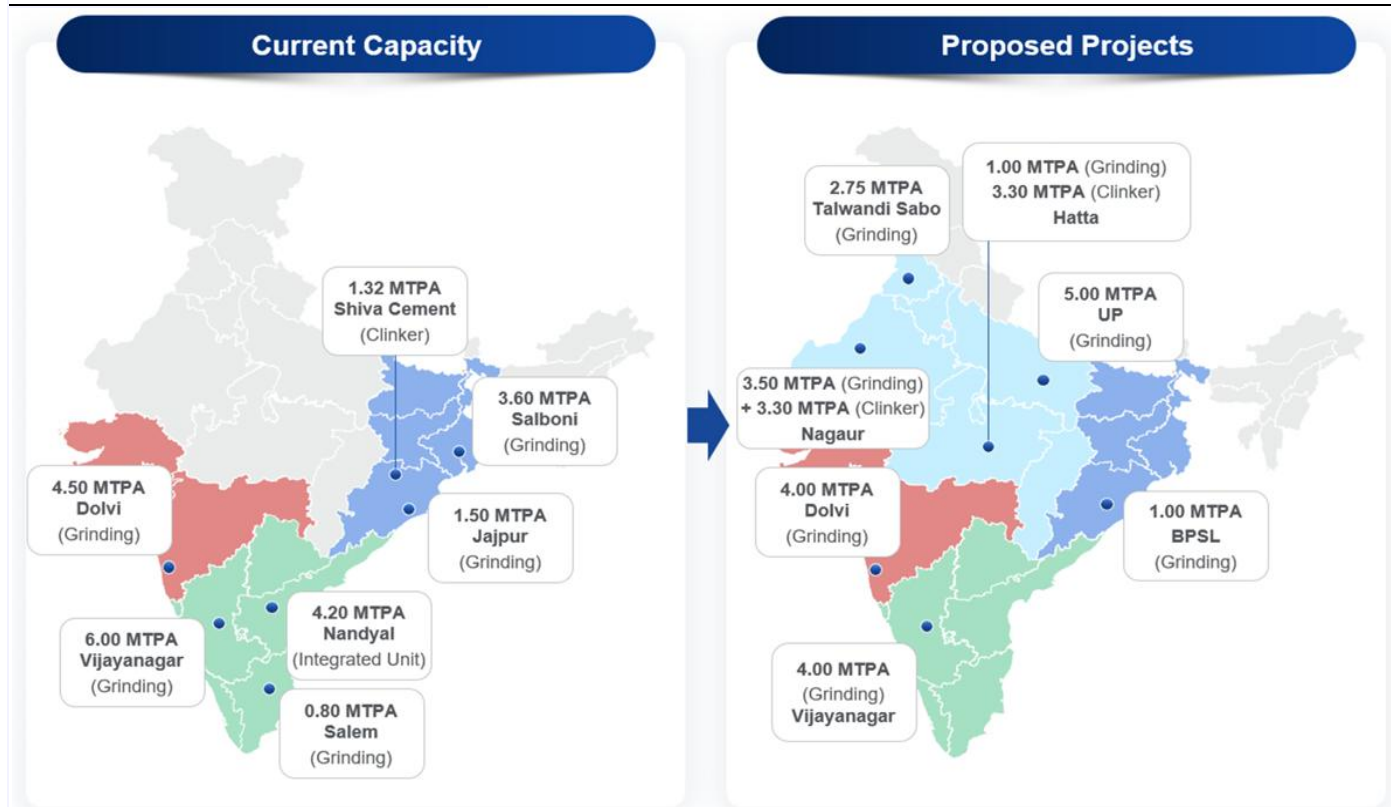 Current Capacity
1.32 MTPA
Shiva Cement
(Clinker)
3.60 MTPA
Salboni
(Grinding)
4.50 MTPA
Dolvi
(Grinding)
1.50 MTPA
Jajpur
(Grinding)
6.00 MTPA
Vijayanagar
(Grinding)
4.20 MTPA
Nandyal
(Integrated Unit)
0.80 MTPA
Salem
(Grinding)
Proposed Projects
2.75 MTPA
Talwandi Sabo
(Grinding)
1.00 MTPA (Grinding)
3.30 MTPA (Clinker)
Hatta
5.00 MTPA
UP
(Grinding)
3.50 MTPA (Grinding)
+ 3.30 MTPA (Clinker)
Nagaur
4.00 MTPA
Dolvi
(Grinding)
1.00 MTPA
BPSL
(Grinding)
4.00 MTPA
(Grinding)
Vijayanagar